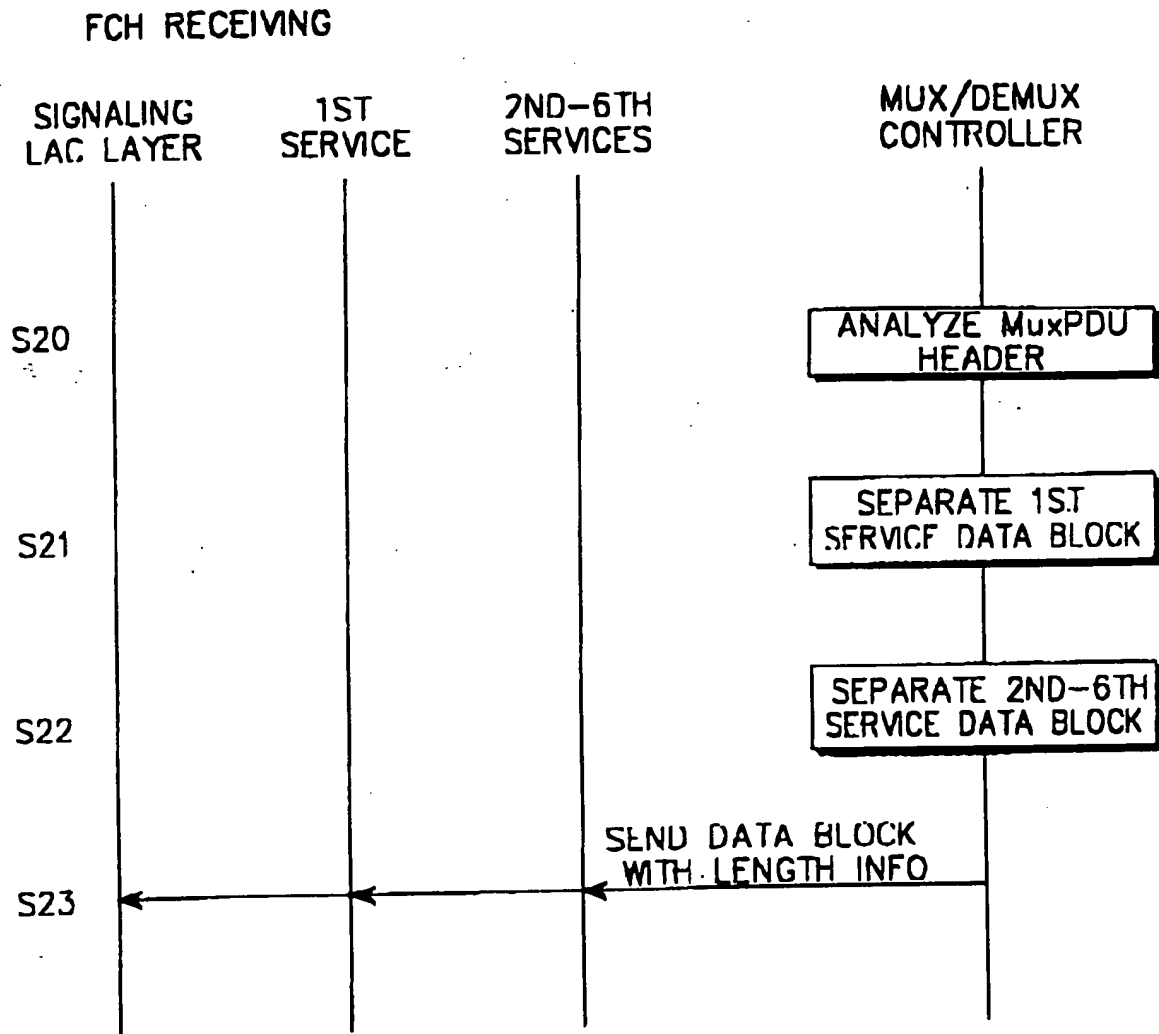 FCH RECEIVING
SIGNALING
LAC LAYER
1ST
SERVICE
2ND-6TH
SERVICES
MUX/DEMUX
CONTROLLER
S20
ANALYZE MuxPDU
HEADER
S21
SEPARATE 1ST
SERVICE DATA BLOCK
S22
SEPARATE 2ND-6TH
SERVICE DATA BLOCK
SEND DATA BLOCK
WITH LENGTH INFO
S23